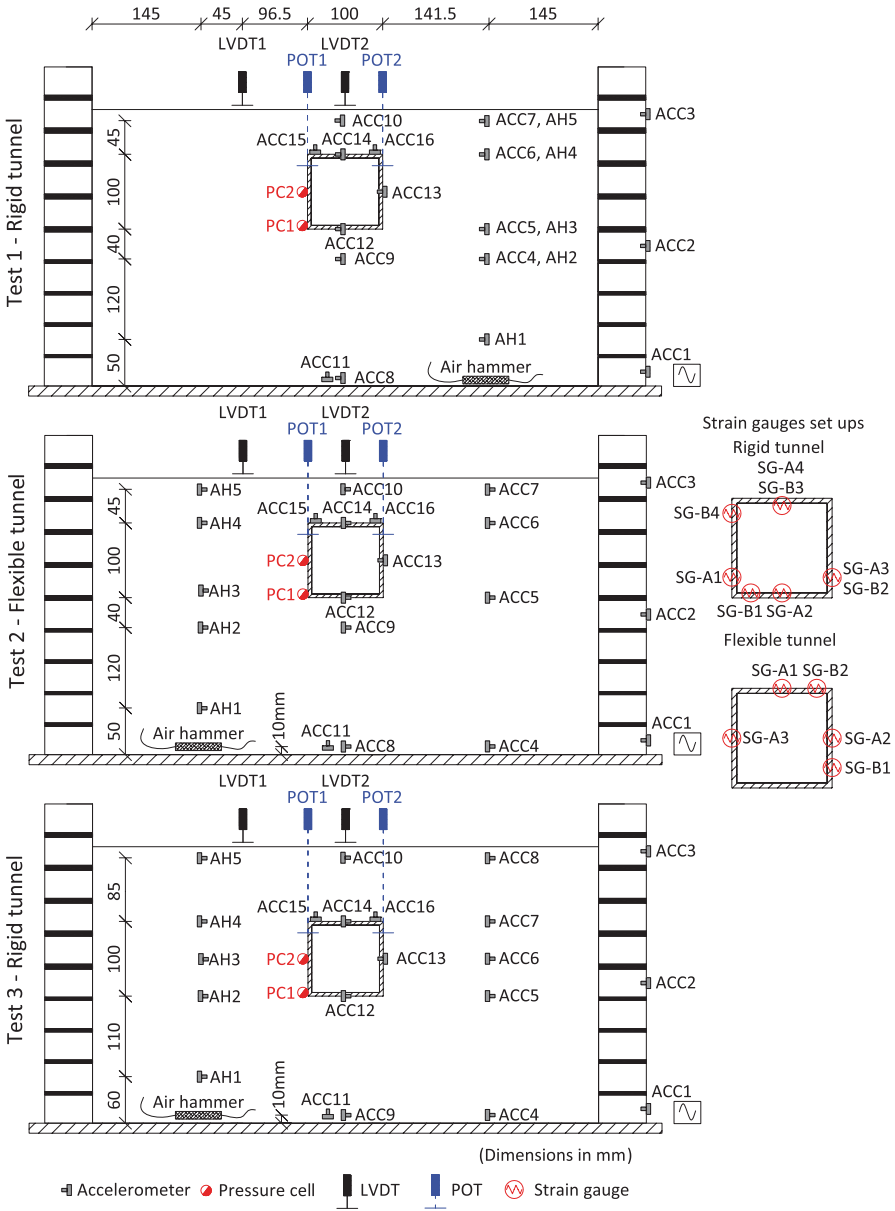 145 45 96.5 100 141.5 145
LVDT1 LVDT2
POT1 POT2
Test 1 - Rigid tunnel
45
100
40
120
50
ACC10
ACC7, AH5
ACC3
ACC15 ACC14 ACC16
ACC6, AH4
PC2
ACC13
PC1
ACC5, AH3
ACC12
ACC2
ACC9
ACC4, AH2
AH1
ACC11
Air hammer
ACC1
ACC8
LVDT1 LVDT2
POT1 POT2
Test 2 - Flexible tunnel
45
100
40
120
50
AH5
ACC10
ACC7
ACC3
ACC15 ACC14 ACC16
AH4
ACC6
PC2
ACC13
AH3
PC1
ACC5
ACC12
ACC2
AH2
ACC9
AH1
10mm
Air hammer
ACC11
ACC1
ACC8
ACC4
Strain gauges set ups
Rigid tunnel
SG-A4
SG-B3
SG-B4
SG-A1
SG-A3
SG-B2
SG-B1 SG-A2
Flexible tunnel
SG-A1 SG-B2
SG-A3
SG-A2
SG-B1
LVDT1 LVDT2
POT1 POT2
Test 3 - Rigid tunnel
85
100
110
60
AH5
ACC10
ACC8
ACC3
ACC15 ACC14 ACC16
AH4
ACC7
PC2
AH3
ACC13
ACC6
PC1
AH2
ACC5
ACC12
ACC2
AH1
10mm
Air hammer
ACC11
ACC1
ACC9
ACC4
(Dimensions in mm)
Accelerometer Pressure cell LVDT POT Strain gauge